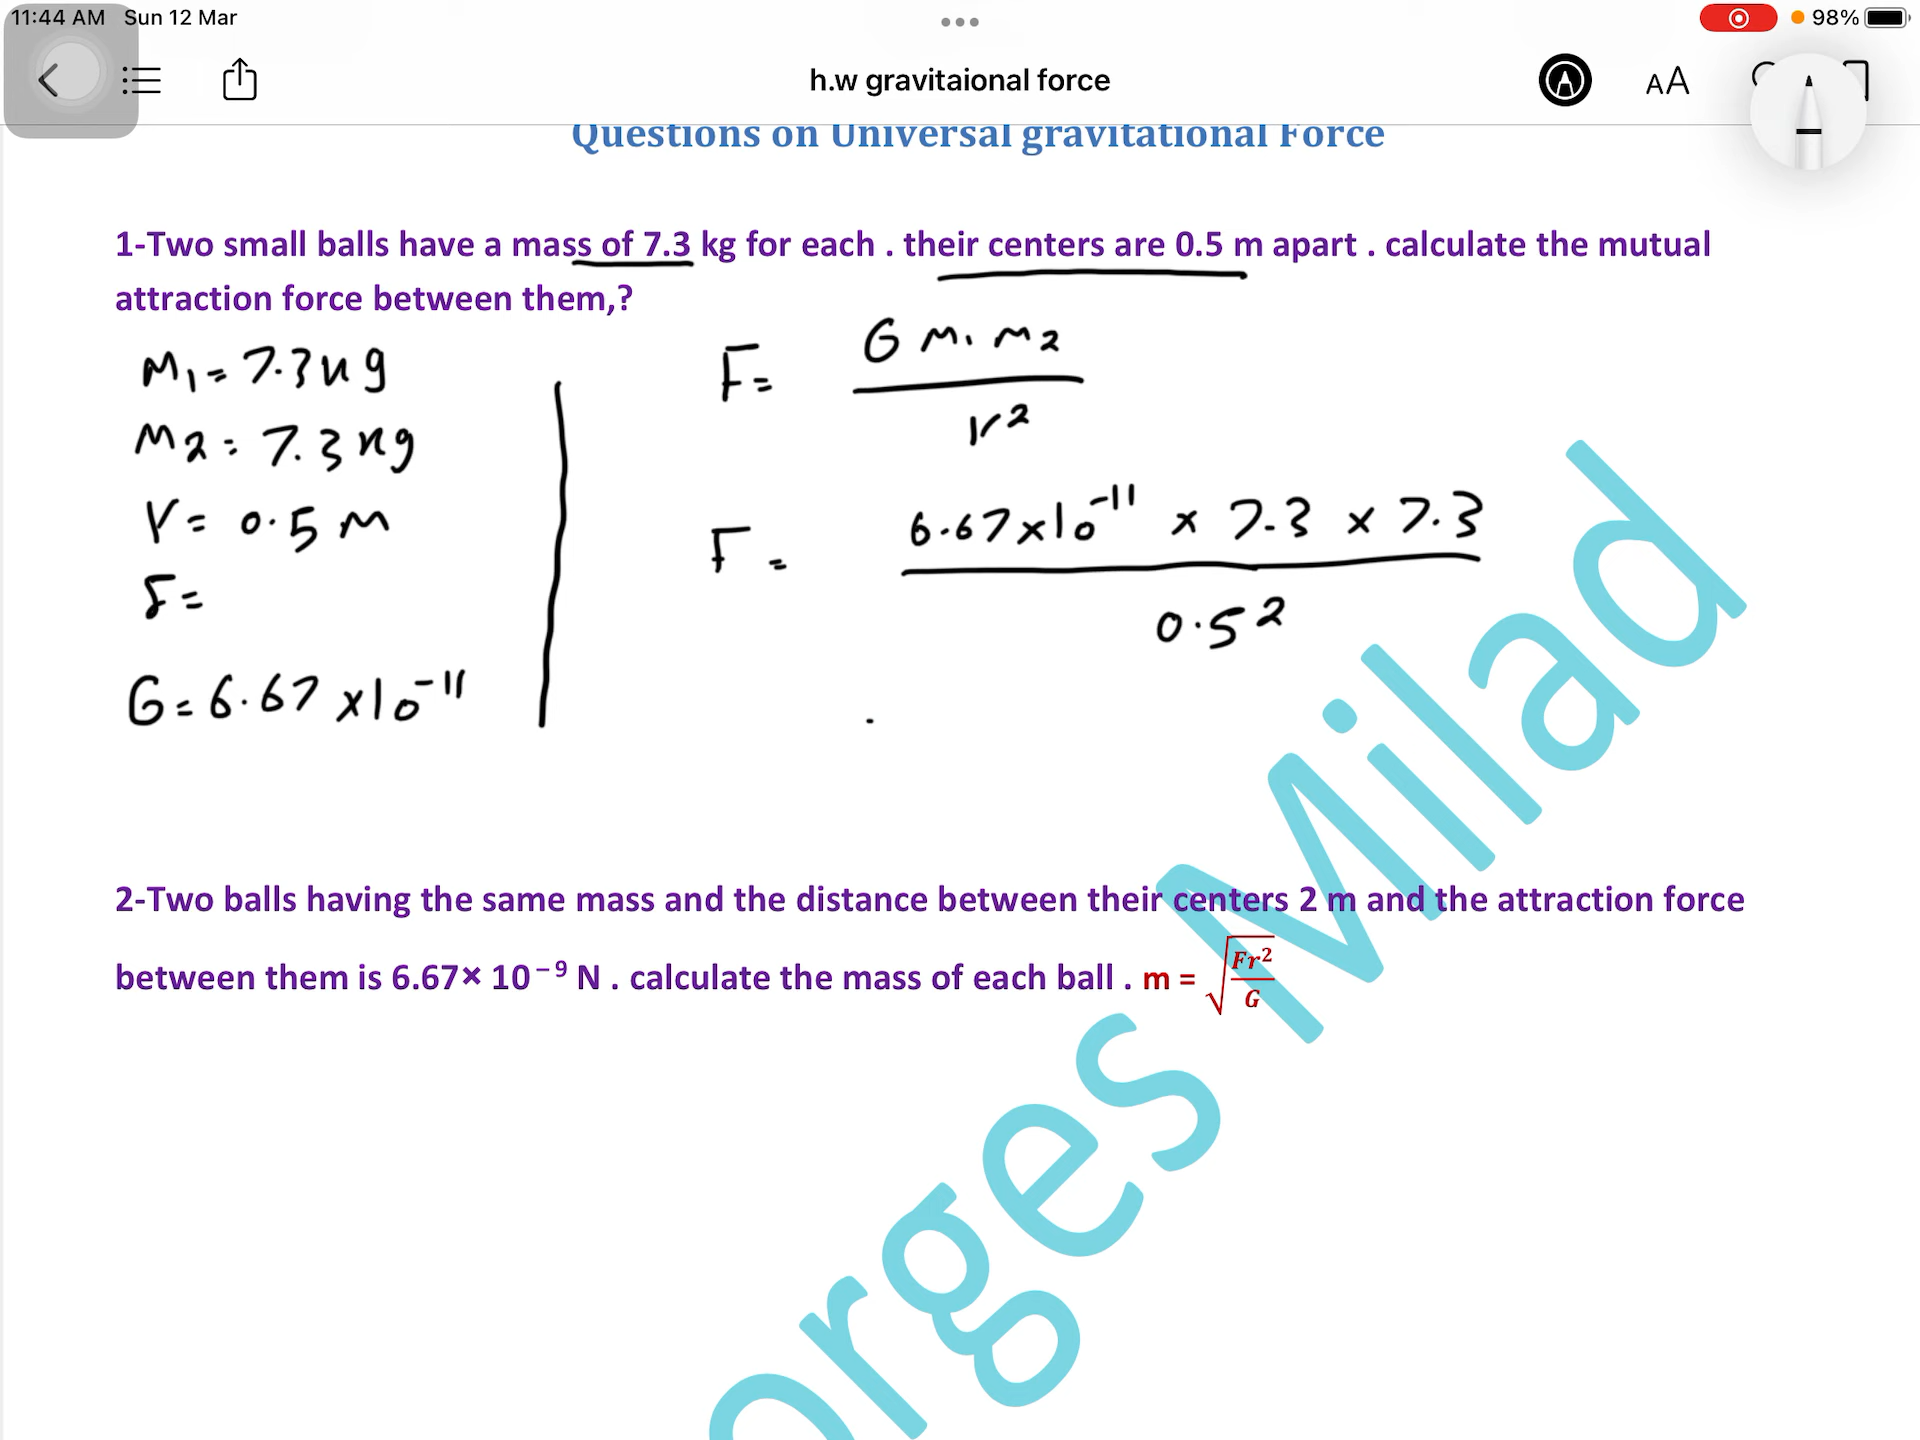 11:44 AM Sun 12 Mar
98%
h.w gravitaional force
AA
Questions on Universal gravitational Force
1-Two small balls have a mass of 7.3 kg for each . their centers are 0.5 m apart . calculate the mutual
attraction force between them,?
M₁ = 7.3 kg
M2 = 7.3 kg
r = 0.5 m
F =
G = 6.67 x10⁻¹¹
F = G M₁ M2 / r²
F = 6.67x10⁻¹¹ x 7.3 x 7.3 / 0.5²
2-Two balls having the same mass and the distance between their centers 2 m and the attraction force
between them is 6.67× 10⁻⁹ N . calculate the mass of each ball . m = √(Fr²/G)
orges Milad